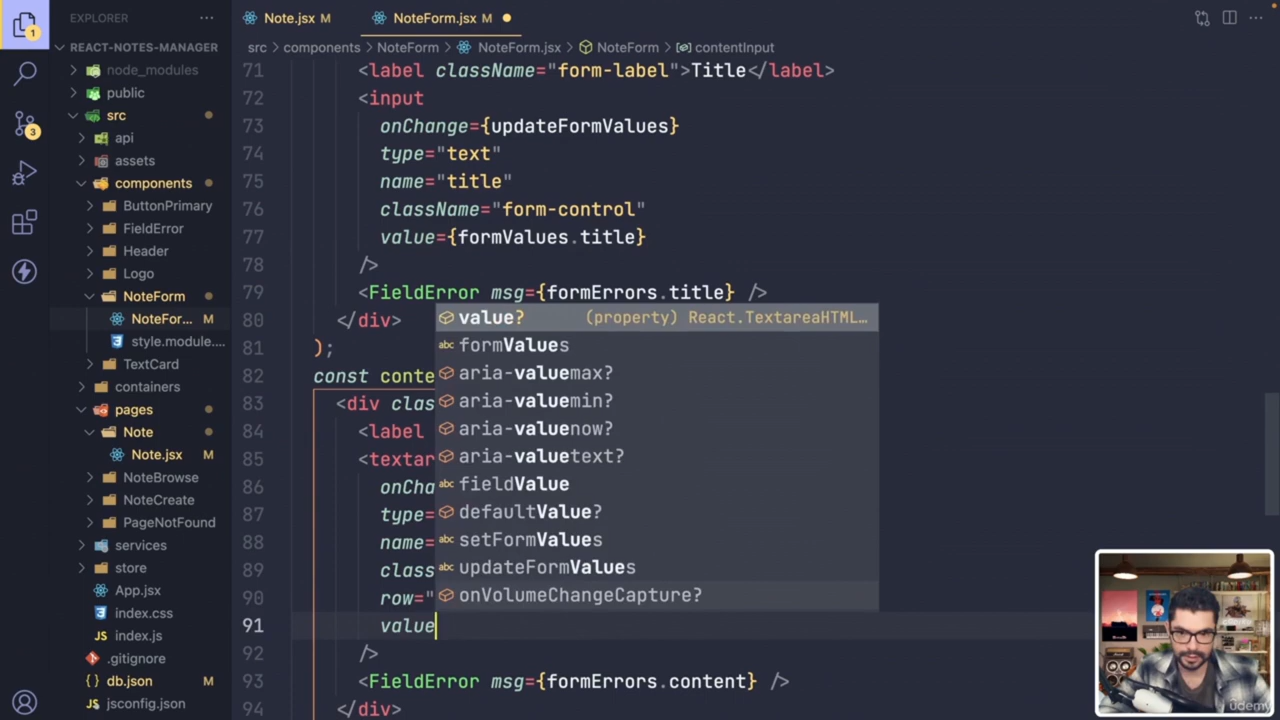 EXPLORER
REACT-NOTES-MANAGER
node_modules
public
src
api
assets
components
ButtonPrimary
FieldError
Header
Logo
NoteForm
NoteFor... M
style.module....
TextCard
containers
pages
Note
Note.jsx M
NoteBrowse
NoteCreate
PageNotFound
services
store
App.jsx
index.css
index.js
.gitignore
db.json M
jsconfig.json
1
3
Note.jsx M
NoteForm.jsx M
src > components > NoteForm > NoteForm.jsx > NoteForm > contentInput
71 <label className="form-label">Title</label>
72 <input
73 onChange={updateFormValues}
74 type="text"
75 name="title"
76 className="form-control"
77 value={formValues.title}
78 />
79 <FieldError msg={formErrors.title} />
80 </div>
81 );
82 const conte
83 <div clas
84 <label
85 <textar
86 onCha
87 type=
88 name=
89 class
90 row="
91 value
92 />
93 <FieldError msg={formErrors.content} />
94 </div>
value? (property) React.TextareaHTML…
formValues
aria-valuemax?
aria-valuemin?
aria-valuenow?
aria-valuetext?
fieldValue
defaultValue?
setFormValues
updateFormValues
onVolumeChangeCapture?
udemy